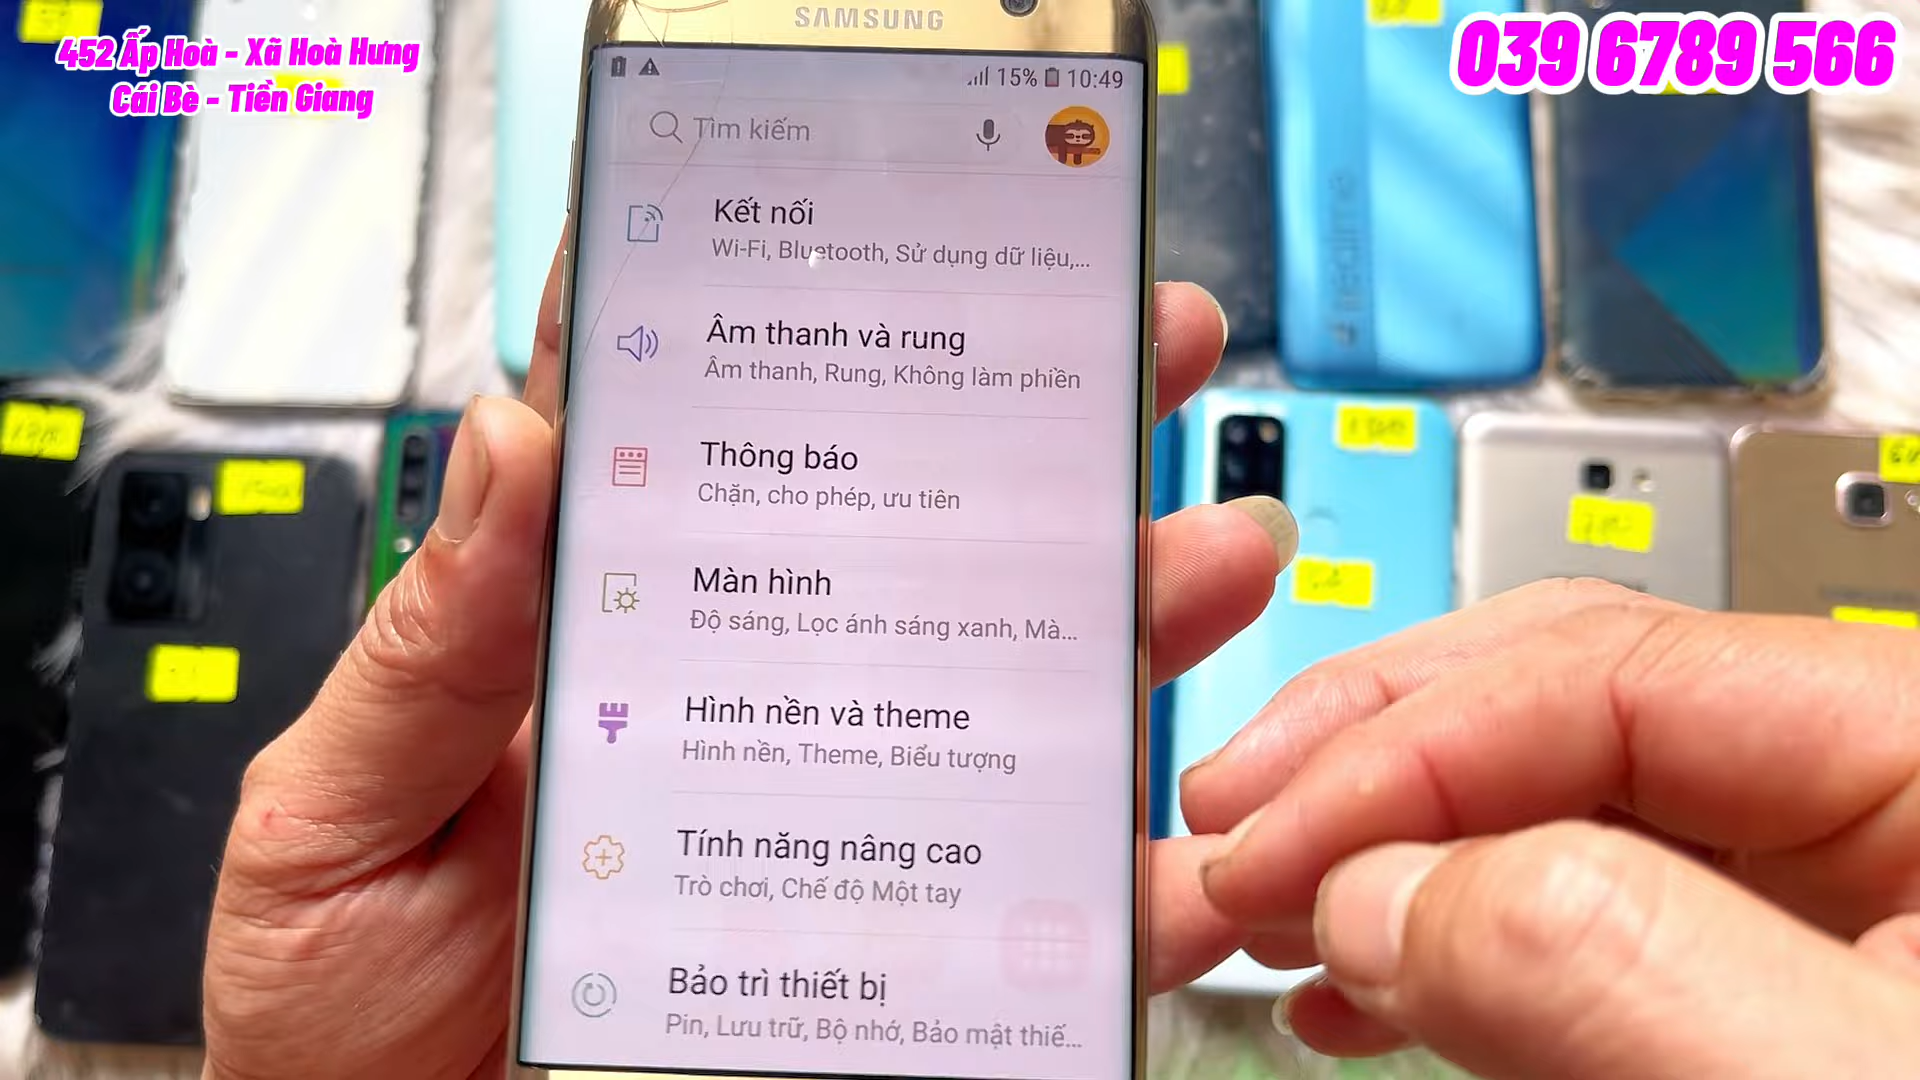 452 Ấp Hoà - Xã Hoà Hưng
Cái Bè - Tiền Giang
039 6789 566
SAMSUNG
15% 10:49
Tìm kiếm
Kết nối
Wi-Fi, Bluetooth, Sử dụng dữ liệu,...
Âm thanh và rung
Âm thanh, Rung, Không làm phiền
Thông báo
Chặn, cho phép, ưu tiên
Màn hình
Độ sáng, Lọc ánh sáng xanh, Mà...
Hình nền và theme
Hình nền, Theme, Biểu tượng
Tính năng nâng cao
Trò chơi, Chế độ Một tay
Bảo trì thiết bị
Pin, Lưu trữ, Bộ nhớ, Bảo mật thiế...
realme